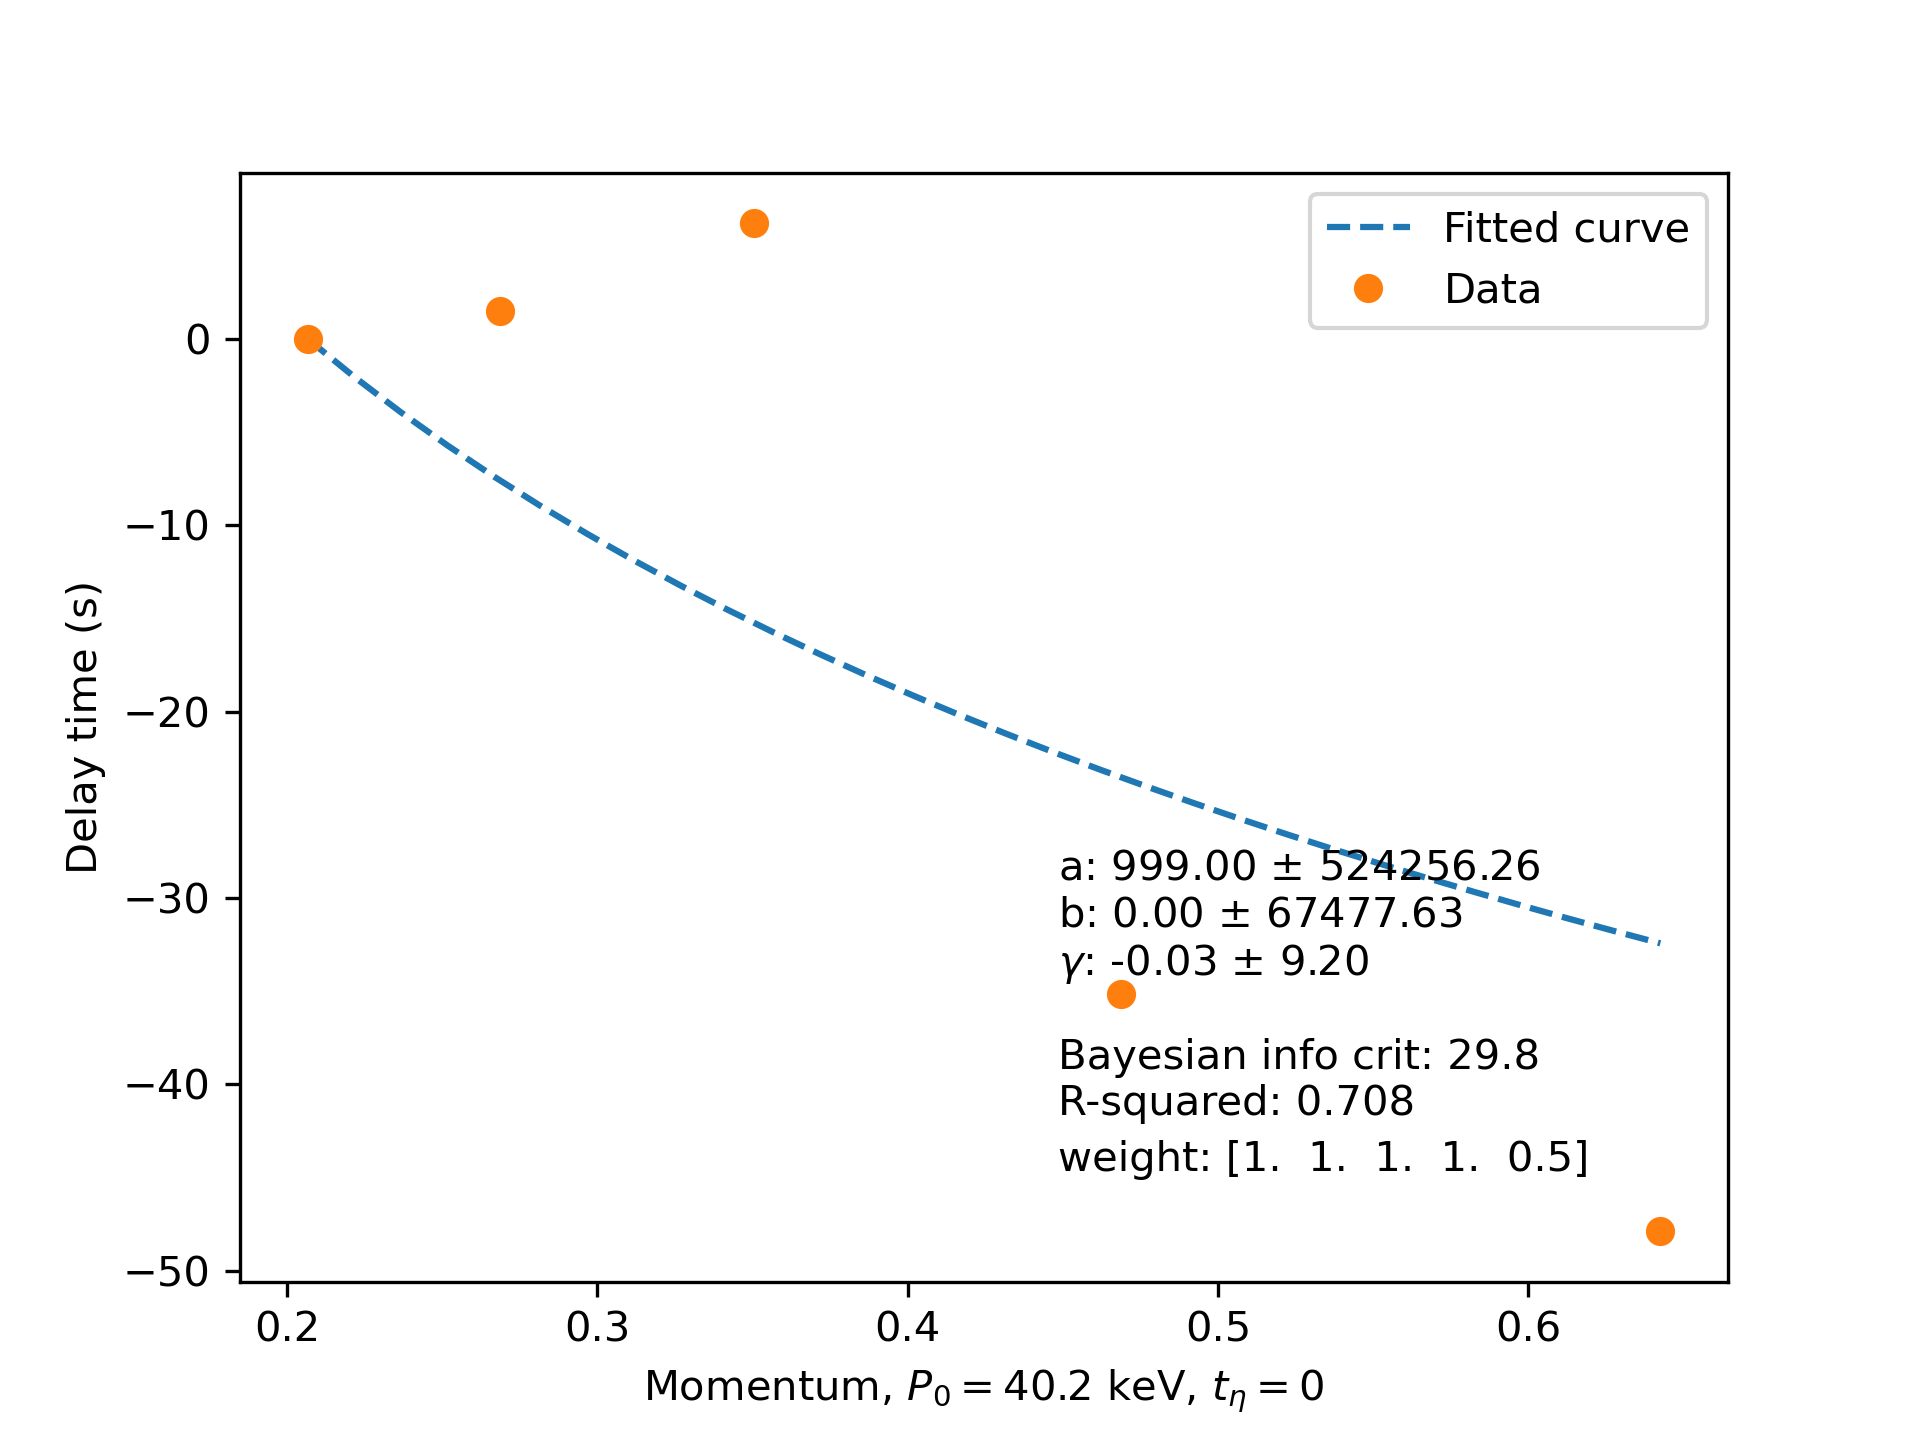 Fitted curve
Data
0
−10
−20
−30
−40
−50
Delay time (s)
a: 999.00 ± 524256.26
b: 0.00 ± 67477.63
γ: -0.03 ± 9.20
Bayesian info crit: 29.8
R-squared: 0.708
weight: [1.  1.  1.  1.  0.5]
0.2 0.3 0.4 0.5 0.6
Momentum, P₀ = 40.2 keV, t_η = 0